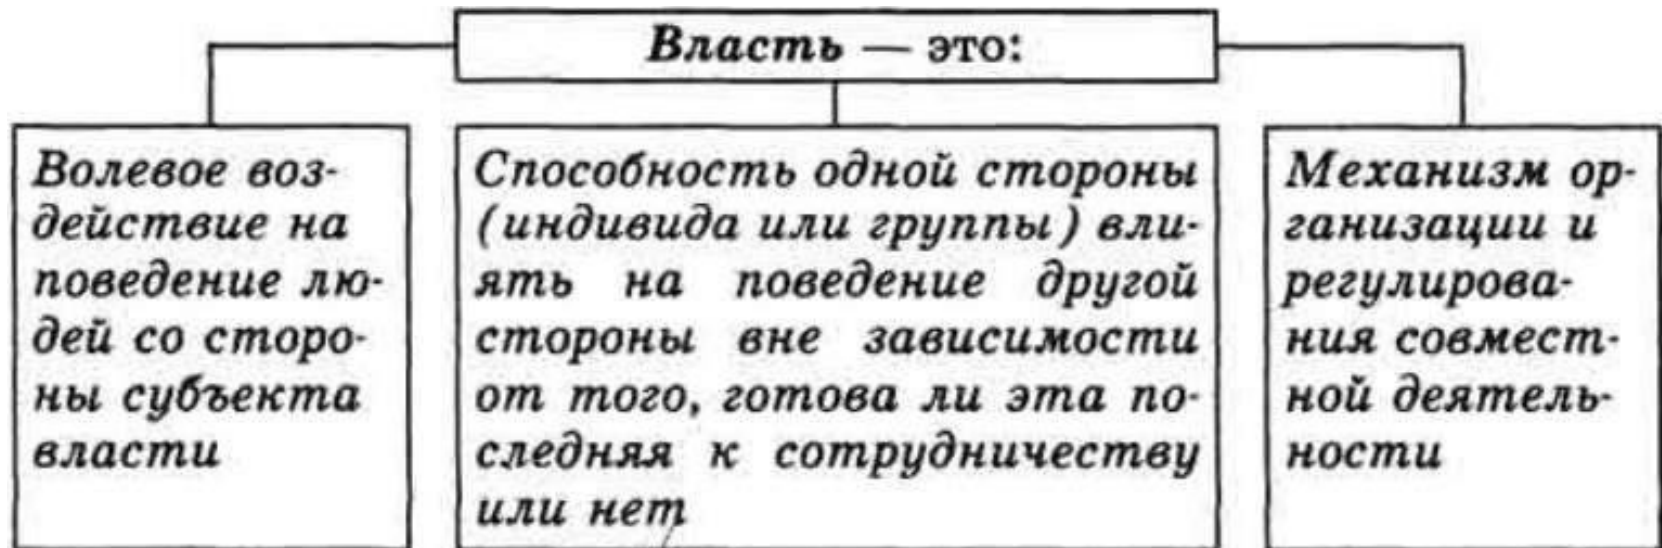 Власть — это:
Волевое воз-
действие на
поведение лю-
дей со сторо-
ны субъекта
власти
Способность одной стороны
(индивида или группы) вли-
ять на поведение другой
стороны вне зависимости
от того, готова ли эта по-
следняя к сотрудничеству
или нет
Механизм ор-
ганизации и
регулирова-
ния совмест-
ной деятель-
ности